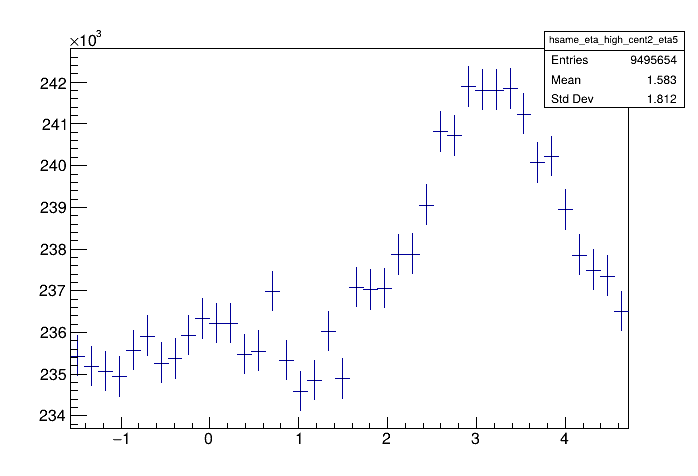 ×10³
hsame_eta_high_cent2_eta5
Entries 9495654
Mean 1.583
Std Dev 1.812
242
241
240
239
238
237
236
235
234
−1 0 1 2 3 4